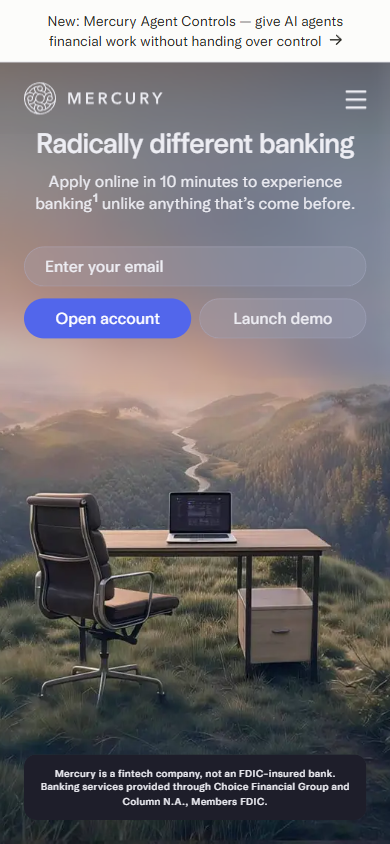 New: Mercury Agent Controls — give AI agents
financial work without handing over control →
MERCURY
Radically different banking
Apply online in 10 minutes to experience
banking¹ unlike anything that’s come before.
Enter your email
Open account
Launch demo
Mercury is a fintech company, not an FDIC-insured bank.
Banking services provided through Choice Financial Group and
Column N.A., Members FDIC.